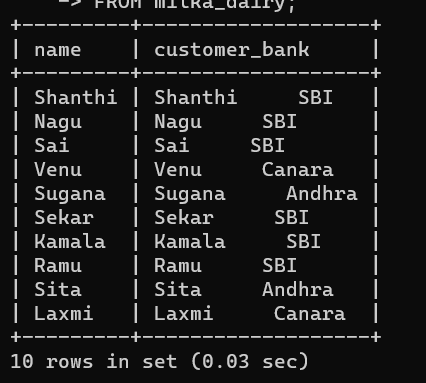 -> FROM milka_dairy;
+---------+-------------------+
| name    | customer_bank     |
+---------+-------------------+
| Shanthi | Shanthi     SBI   |
| Nagu    | Nagu     SBI      |
| Sai     | Sai     SBI       |
| Venu    | Venu     Canara   |
| Sugana  | Sugana     Andhra |
| Sekar   | Sekar     SBI     |
| Kamala  | Kamala     SBI    |
| Ramu    | Ramu     SBI      |
| Sita    | Sita     Andhra   |
| Laxmi   | Laxmi     Canara  |
+---------+-------------------+
10 rows in set (0.03 sec)